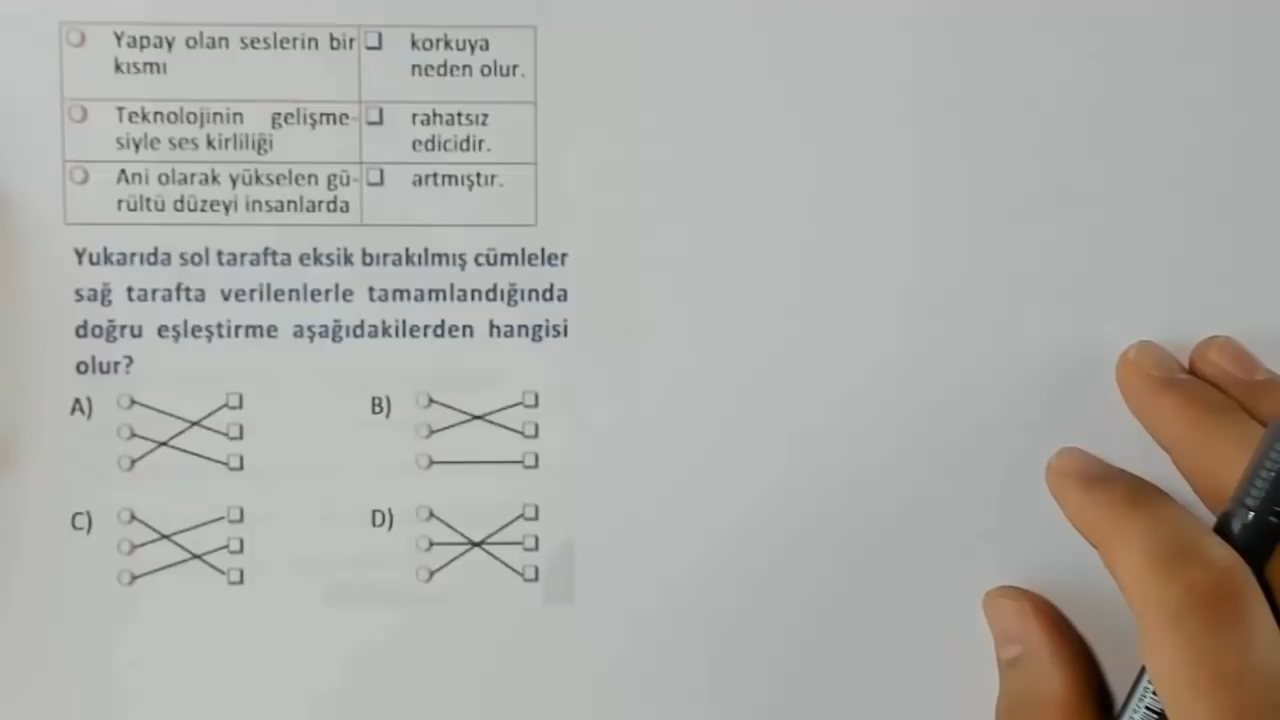 Yapay olan seslerin bir korkuya
kısmı neden olur.
Teknolojinin gelişme- rahatsız
siyle ses kirliliği edicidir.
Ani olarak yükselen gü- artmıştır.
rültü düzeyi insanlarda
Yukarıda sol tarafta eksik bırakılmış cümleler
sağ tarafta verilenlerle tamamlandığında
doğru eşleştirme aşağıdakilerden hangisi
olur?
A) B)
C) D)